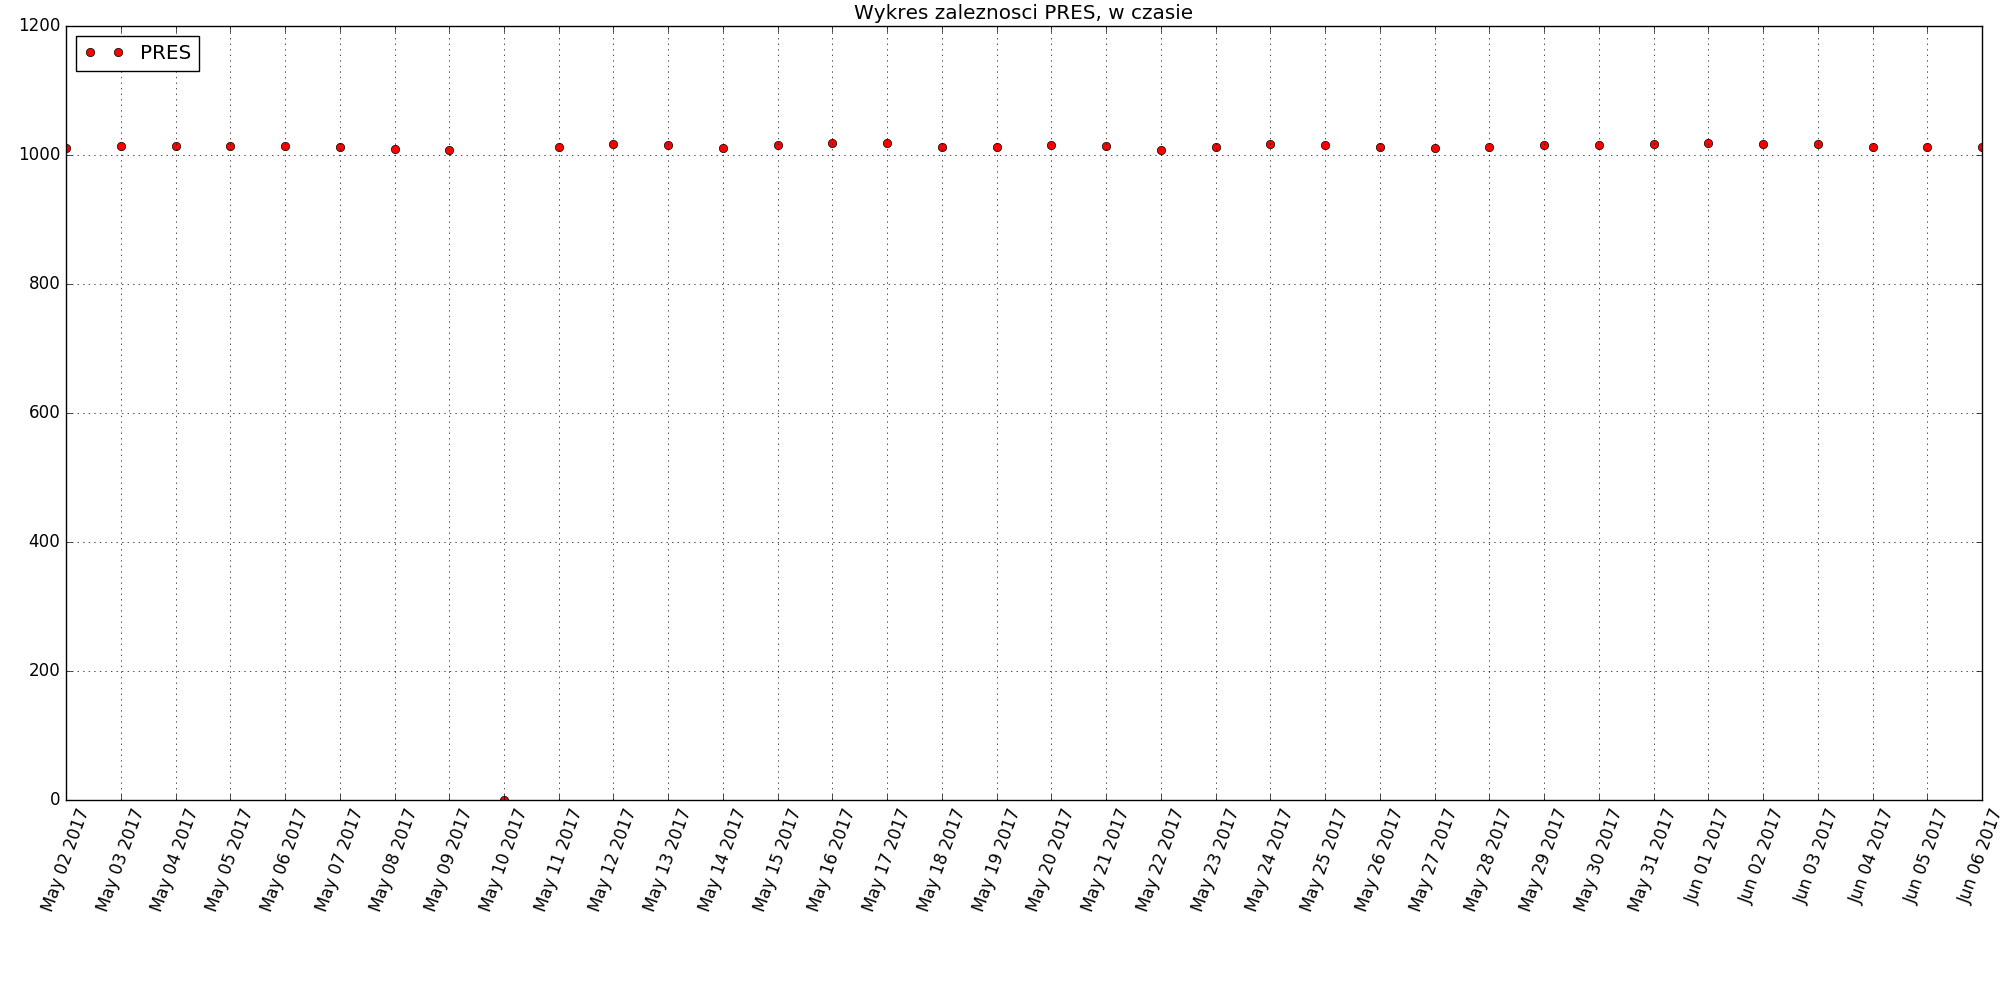 Wykres zaleznosci PRES, w czasie
PRES
1200
1000
800
600
400
200
0
May 02 2017
May 03 2017
May 04 2017
May 05 2017
May 06 2017
May 07 2017
May 08 2017
May 09 2017
May 10 2017
May 11 2017
May 12 2017
May 13 2017
May 14 2017
May 15 2017
May 16 2017
May 17 2017
May 18 2017
May 19 2017
May 20 2017
May 21 2017
May 22 2017
May 23 2017
May 24 2017
May 25 2017
May 26 2017
May 27 2017
May 28 2017
May 29 2017
May 30 2017
May 31 2017
Jun 01 2017
Jun 02 2017
Jun 03 2017
Jun 04 2017
Jun 05 2017
Jun 06 2017